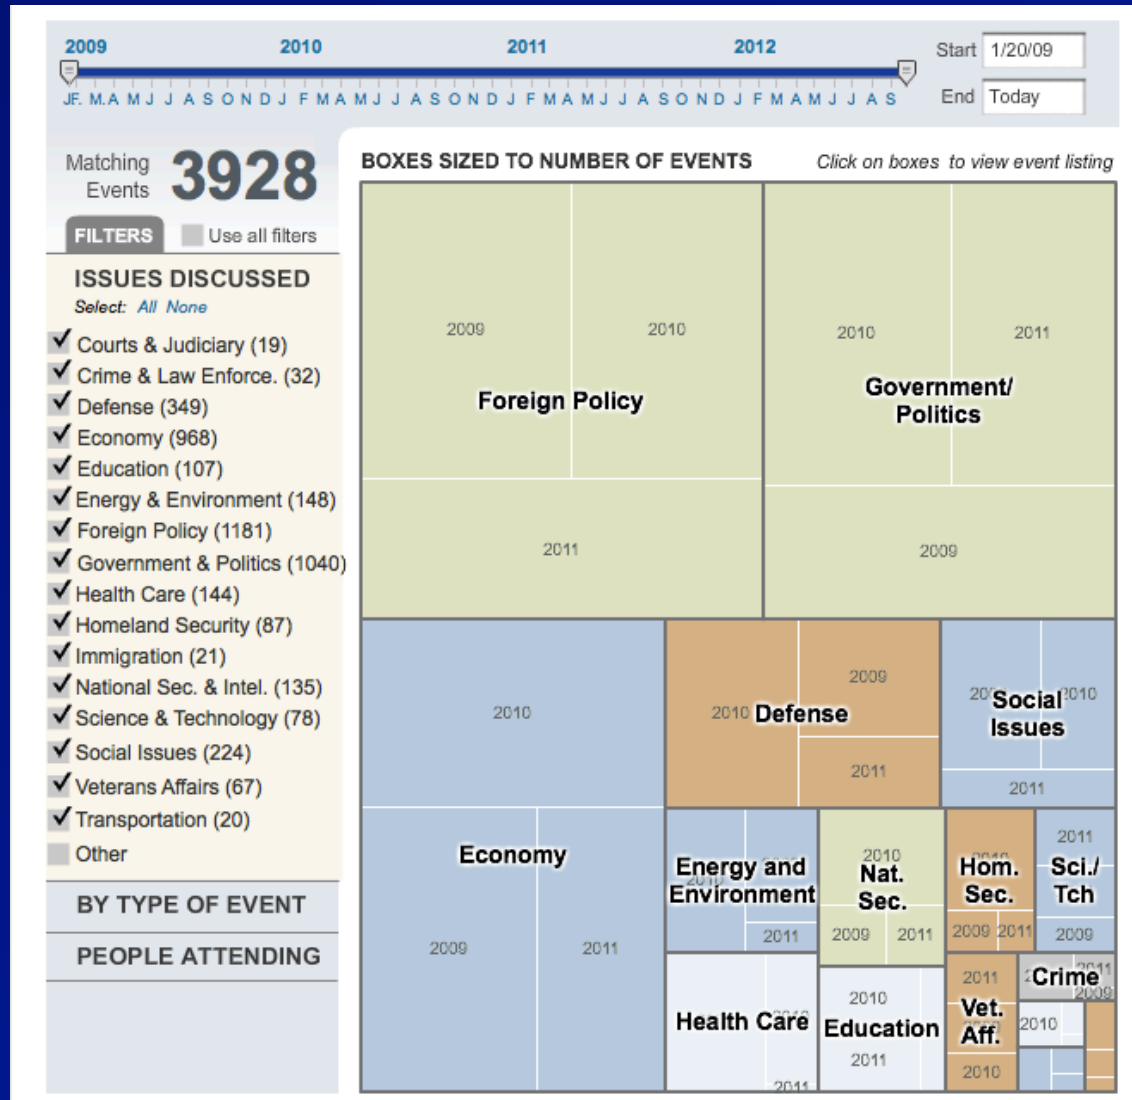 2009 2010 2011 2012
Start 1/20/09
JF. M.A M J J A S O N D J F M A M J J A S O N D J F M A M J J A S O N D J F M A M J J A S
End Today
Matching Events 3928
FILTERS Use all filters
ISSUES DISCUSSED
Select: All None
Courts & Judiciary (19)
Crime & Law Enforce. (32)
Defense (349)
Economy (968)
Education (107)
Energy & Environment (148)
Foreign Policy (1181)
Government & Politics (1040)
Health Care (144)
Homeland Security (87)
Immigration (21)
National Sec. & Intel. (135)
Science & Technology (78)
Social Issues (224)
Veterans Affairs (67)
Transportation (20)
Other
BY TYPE OF EVENT
PEOPLE ATTENDING
BOXES SIZED TO NUMBER OF EVENTS Click on boxes to view event listing
2009 2010
Foreign Policy
2011
2010 2011
Government/
Politics
2009
2010
Economy
2009 2011
2009
2010 Defense
2011
2010
Social
Issues
2011
Energy and
2010
Environment
2011
2010
Nat.
Sec.
2009 2011
Hom.
Sec.
2009 2011
2011
Sci./
Tch
2009
Health Care
2011
2010
Education
2011
2011
Vet.
Aff.
2010
2011
Crime
2009
2010